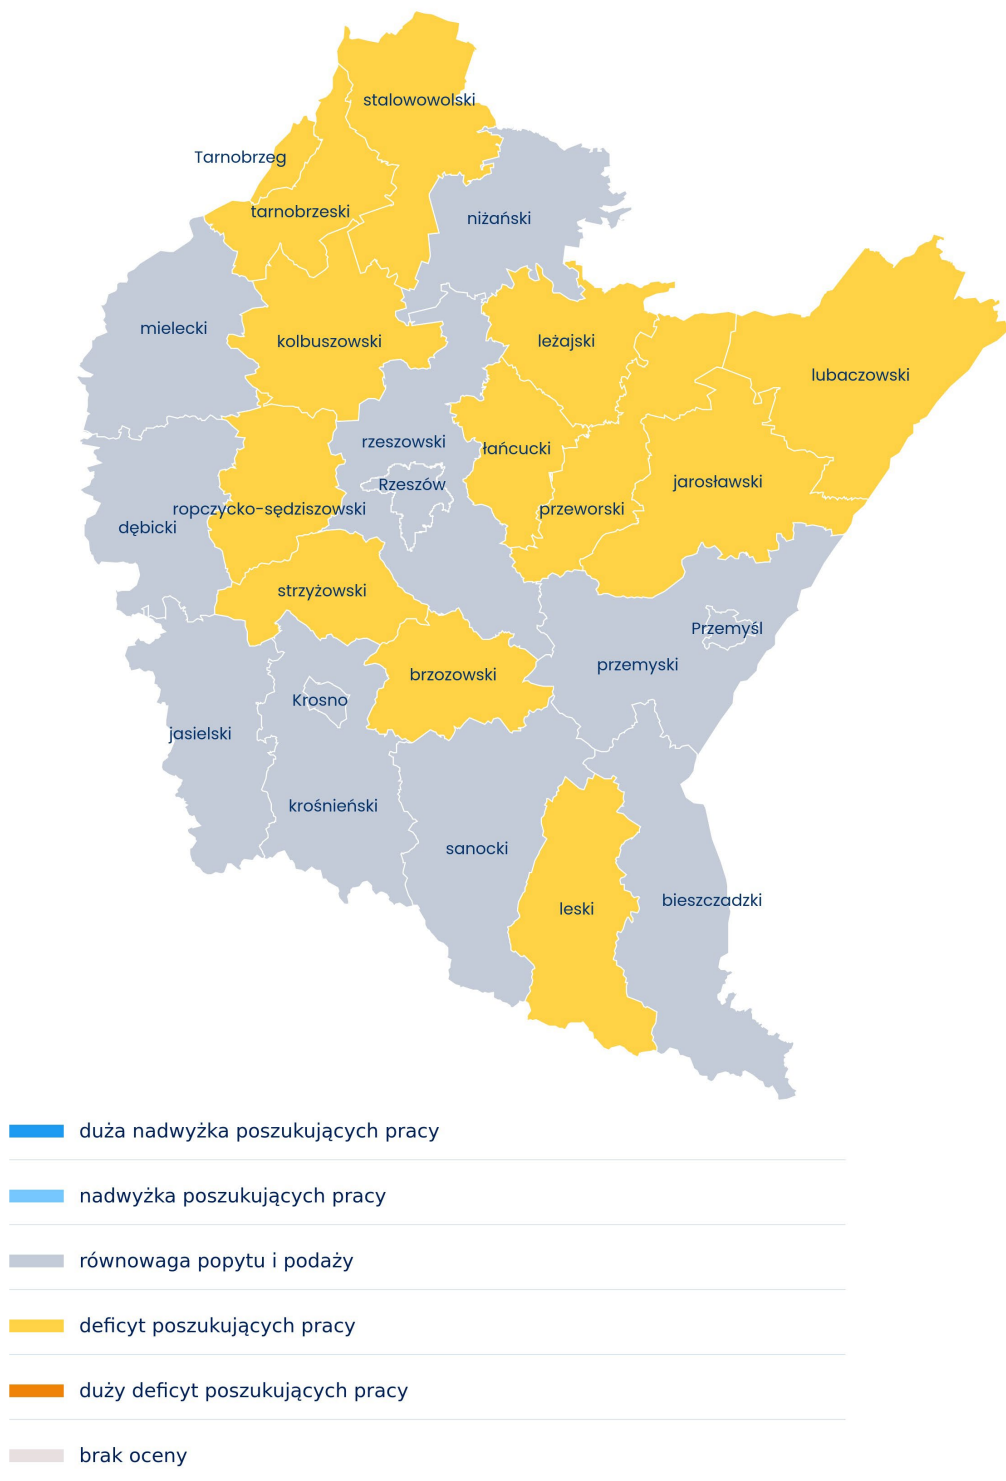 stalowowolski
Tarnobrzeg
tarnobrzeski
niżański
mielecki
kolbuszowski
leżajski
lubaczowski
rzeszowski
łańcucki
Rzeszów
jarosławski
ropczycko-sędziszowski
przeworski
dębicki
strzyżowski
Przemyśl
przemyski
brzozowski
Krosno
jasielski
krośnieński
sanocki
bieszczadzki
leski
duża nadwyżka poszukujących pracy
nadwyżka poszukujących pracy
równowaga popytu i podaży
deficyt poszukujących pracy
duży deficyt poszukujących pracy
brak oceny